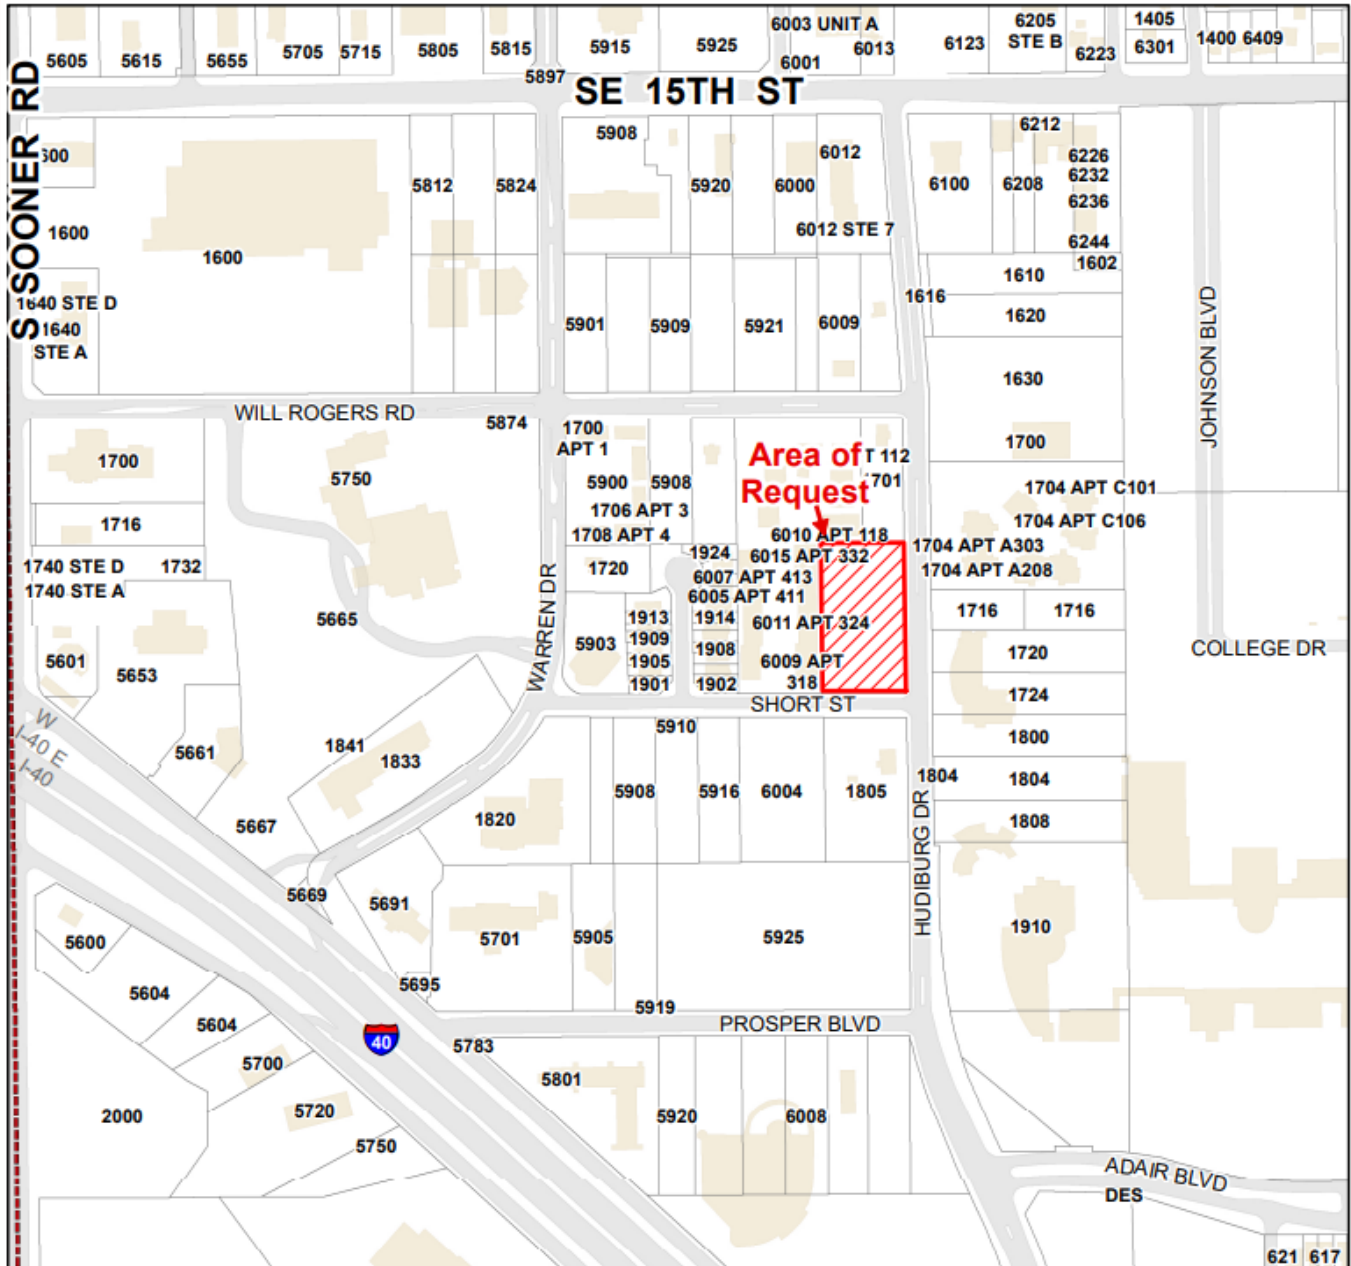 6003 UNIT A
6205
STE B
1405
5605
5615
5655
5705
5715
5805
5815
5915
5925
6013
6123
6223
6301
1400
6409
6001
5897
SE 15TH ST
S SOONER RD
600
5812
5824
5908
5920
6000
6012
6100
6212
6208
6226
6232
6236
6244
1602
6012 STE 7
1600
1600
1610
1616
1620
1640 STE D
1640
STE A
5901
5909
5921
6009
1630
JOHNSON BLVD
WILL ROGERS RD
5874
1700
APT 1
1700
1700
5750
5900
5908
Area of
Request
T 112
1701
1704 APT C101
1706 APT 3
1704 APT C106
1716
1708 APT 4
6010 APT 118
1704 APT A303
1740 STE D
1732
1740 STE A
1720
1924
6015 APT 332
6007 APT 413
6005 APT 411
1704 APT A208
5665
WARREN DR
1913
1914
6011 APT 324
1716
1716
1909
5903
1908
1905
6009 APT
318
1901
1902
1720
COLLEGE DR
5601
5653
1724
SHORT ST
W
I-40 E
I-40
5661
1841
1833
5910
1800
5908
5916
6004
1805
1804
1804
1820
1808
5667
HUDIBURG DR
5669
5691
5600
5701
5905
5925
1910
5695
5604
5604
5919
PROSPER BLVD
40
5783
5700
5801
2000
5720
5920
6008
5750
ADAIR BLVD
DES
621
617